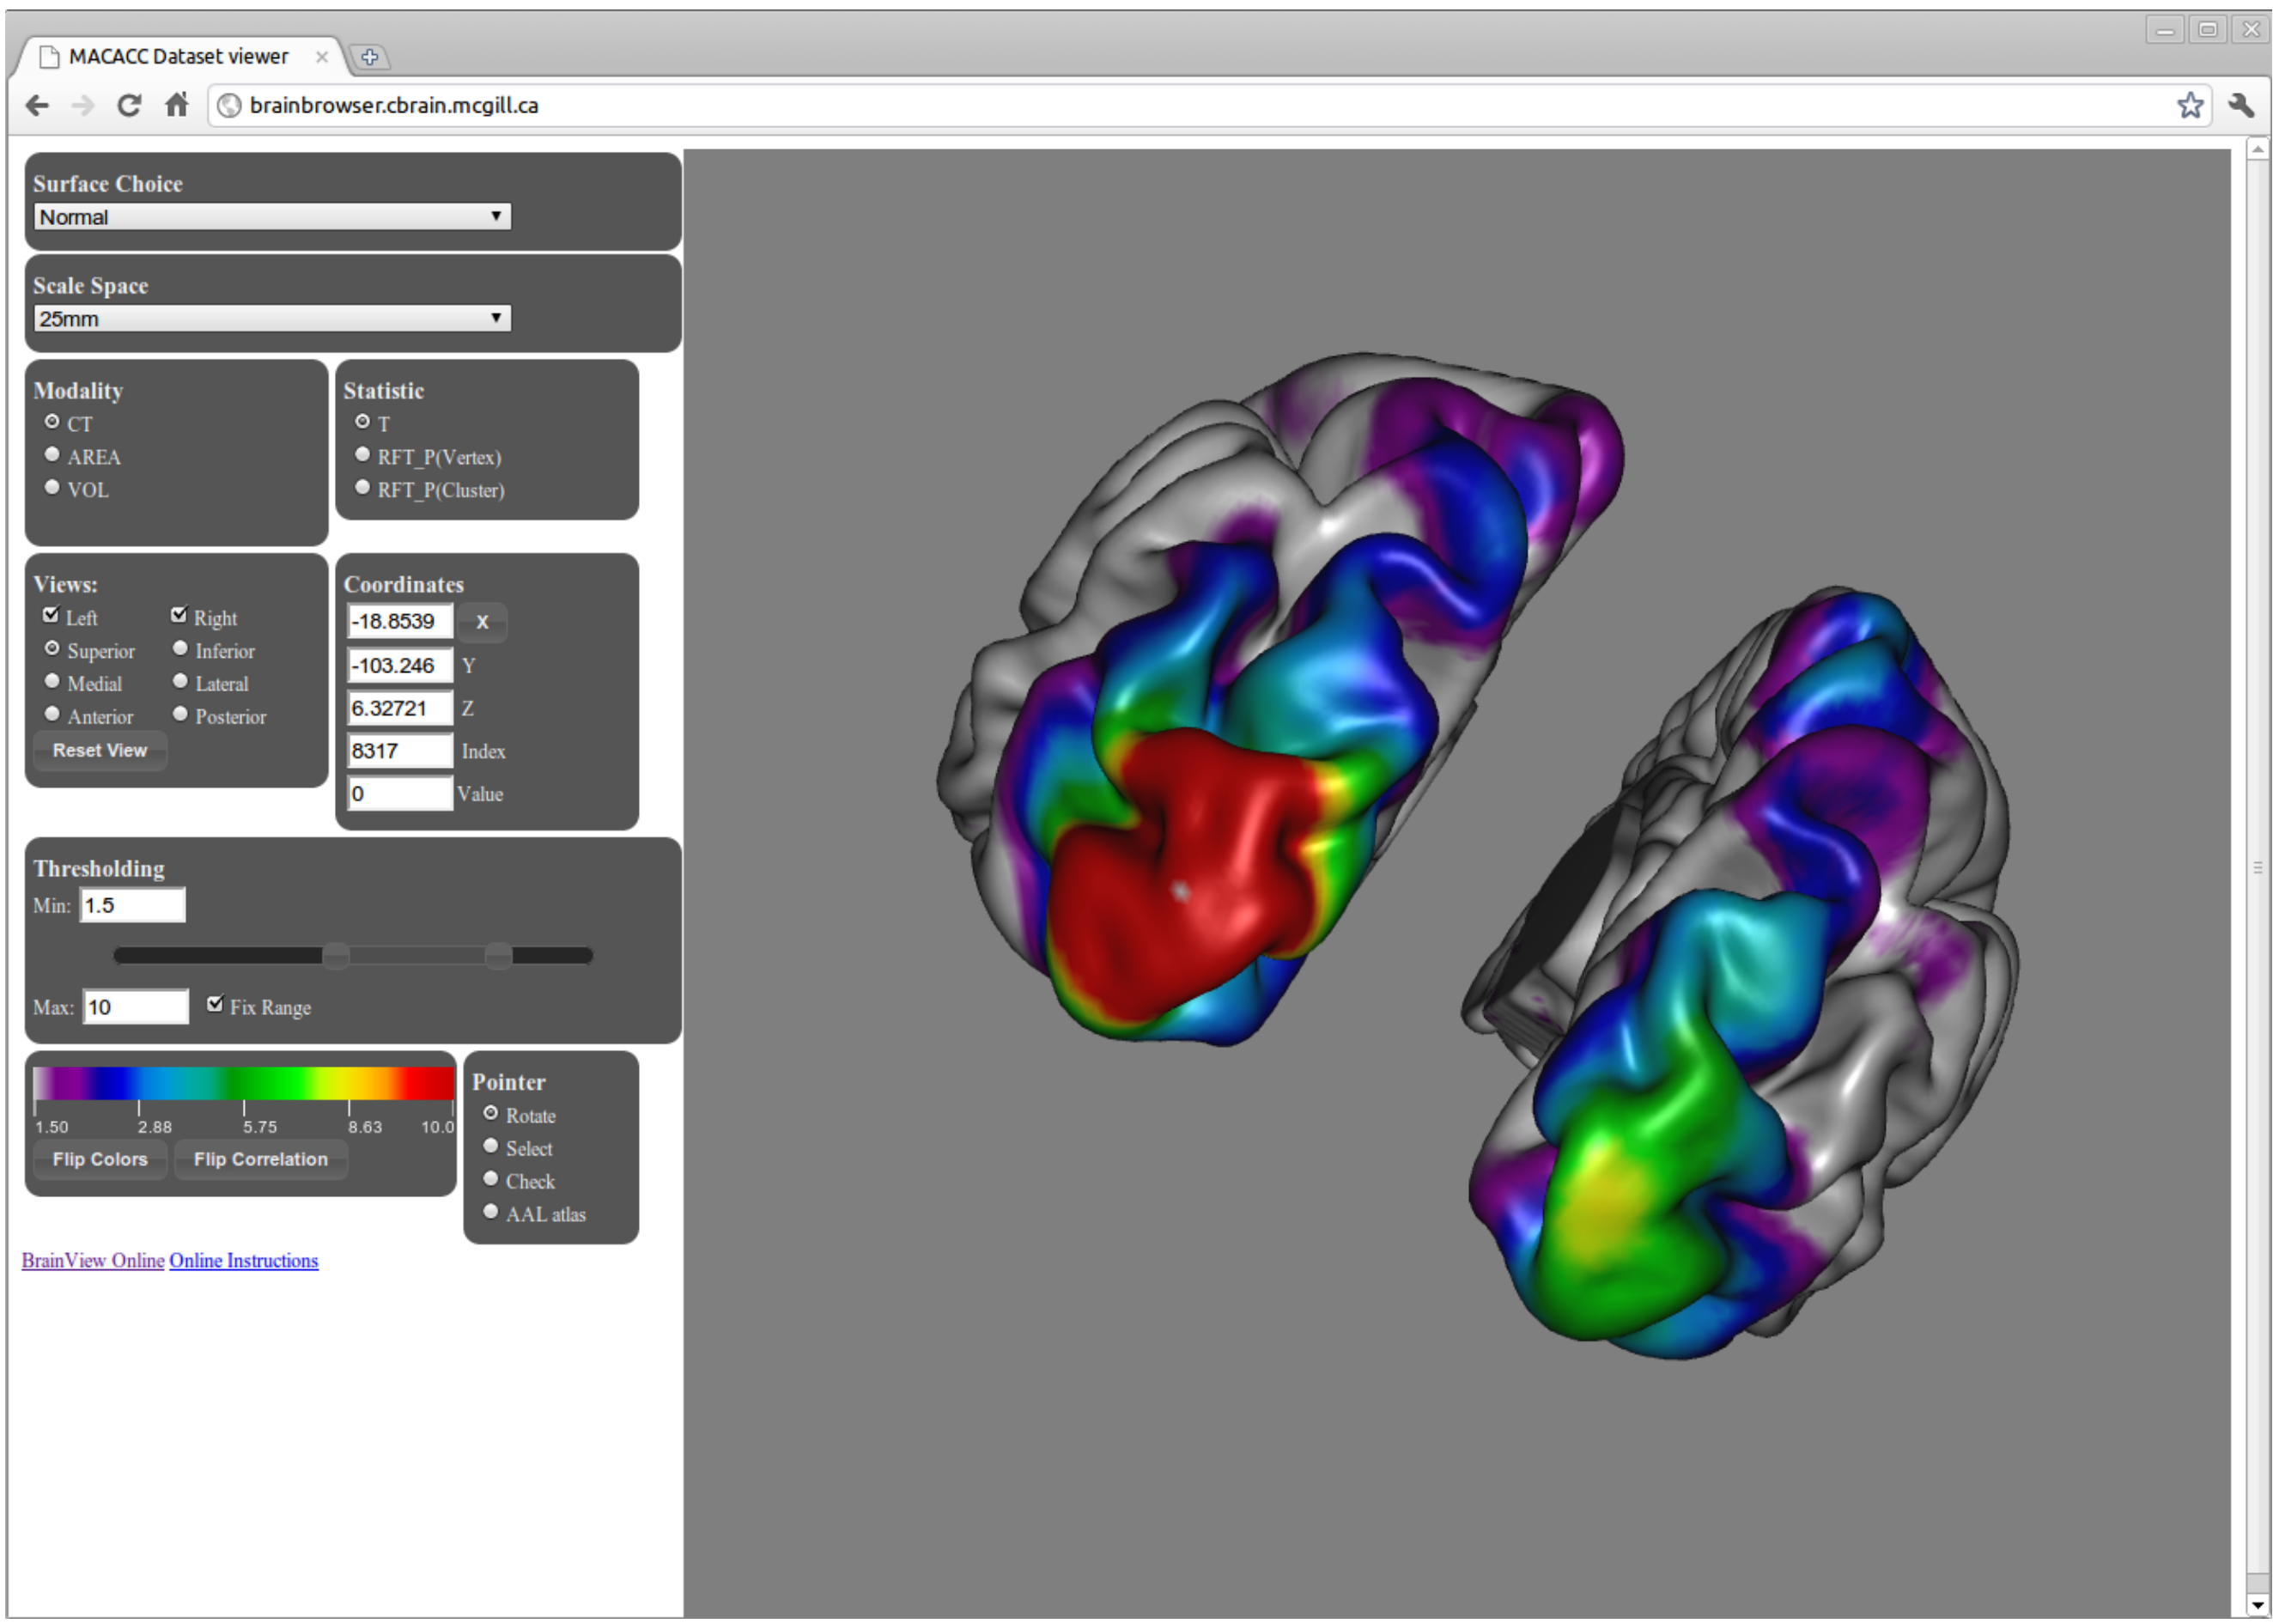 MACACC Dataset viewer
brainbrowser.cbrain.mcgill.ca
Surface Choice
Normal
Scale Space
25mm
Modality
CT
AREA
VOL
Statistic
T
RFT_P(Vertex)
RFT_P(Cluster)
Views:
Left Right
Superior Inferior
Medial Lateral
Anterior Posterior
Reset View
Coordinates
-18.8539 X
-103.246 Y
6.32721 Z
8317 Index
0 Value
Thresholding
Min: 1.5
Max: 10 Fix Range
1.50 2.88 5.75 8.63 10.0
Flip Colors Flip Correlation
Pointer
Rotate
Select
Check
AAL atlas
BrainView Online Online Instructions